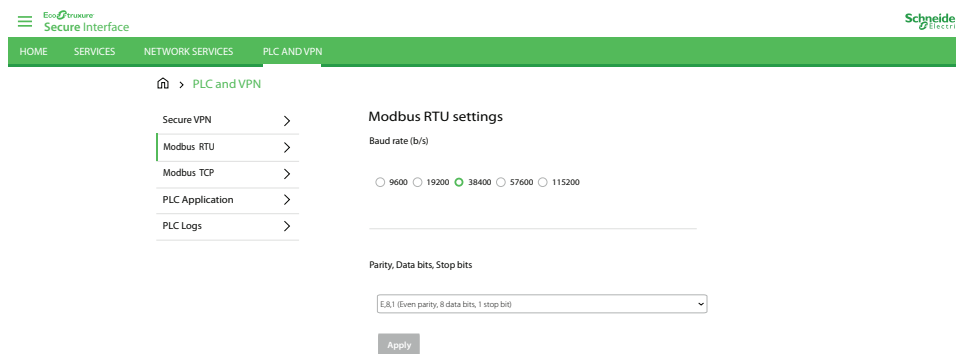 EcoStruxure
Secure Interface
Schneide
Electri
HOME SERVICES NETWORK SERVICES PLC AND VPN
> PLC and VPN
Secure VPN
Modbus RTU
Modbus TCP
PLC Application
PLC Logs
Modbus RTU settings
Baud rate (b/s)
9600 19200 38400 57600 115200
Parity, Data bits, Stop bits
E,8,1 (Even parity, 8 data bits, 1 stop bit)
Apply